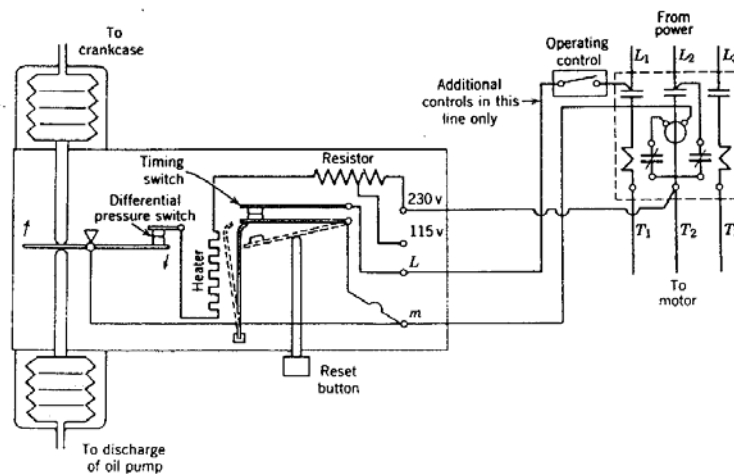 To
crankcase
From
power
Operating
control
L1
L2
L3
Additional
controls in this
line only
Timing
switch
Resistor
Differential
pressure switch
230 v
115 v
Heater
L
T1
T2
m
To
motor
Reset
button
To discharge
of oil pump